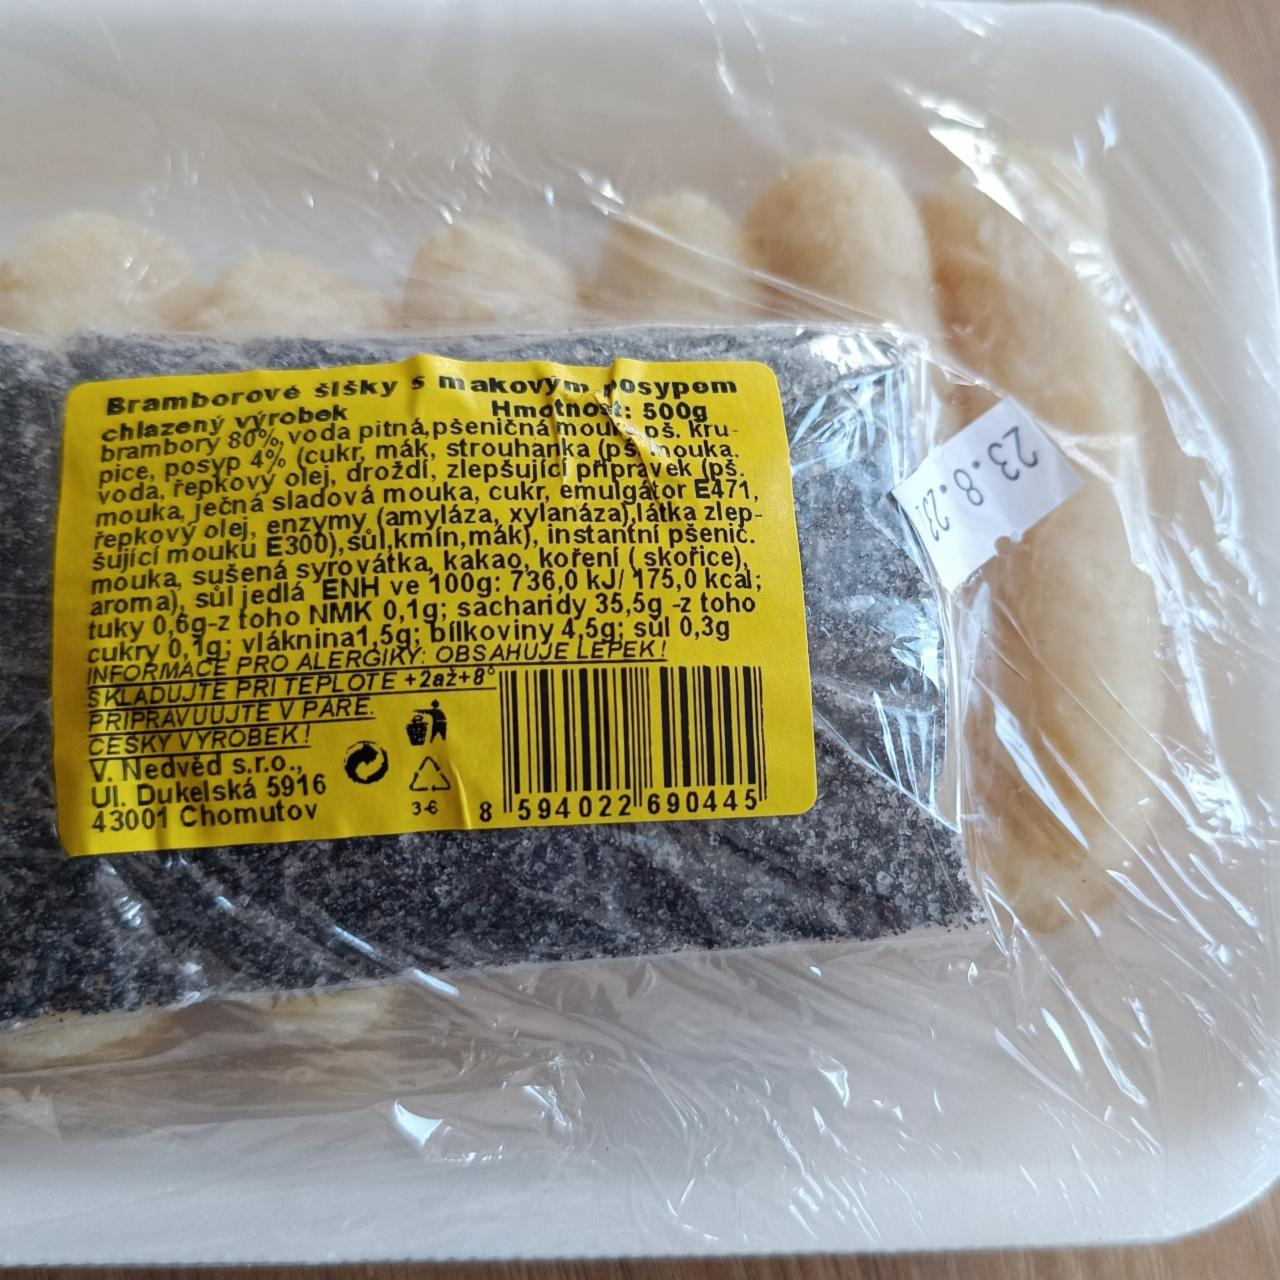 Bramborové šišky s makovým posypem
chlazený výrobek Hmotnost: 500g
brambory 80%,voda pitná,pšeničná mouka,pš. kru-
pice, posyp 4% (cukr, mák, strouhanka (pš. mouka,
voda, řepkový olej, droždí, zlepšující přípravek (pš.
mouka, ječná sladová mouka, cukr, emulgátor E471,
řepkový olej, enzymy (amyláza, xylanáza),látka zlep-
šující mouku E300),sůl,kmín,mák), instantní pšenič.
mouka, sušená syrovátka, kakao, koření ( skořice),
aroma), sůl jedlá ENH ve 100g: 736,0 kJ/ 175,0 kcal;
tuky 0,6g-z toho NMK 0,1g; sacharidy 35,5g -z toho
cukry 0,1g; vláknina1,5g; bílkoviny 4,5g; sůl 0,3g
INFORMACE PRO ALERGIKY: OBSAHUJE LEPEK!
SKLADUJTE PŘI TEPLOTĚ +2až+8°
PŘIPRAVUUJTE V PÁŘE.
ČESKÝ VÝROBEK!
V. Nedvěd s.r.o.,
Ul. Dukelská 5916
43001 Chomutov
3-6
8 594022 690445
23.8.23